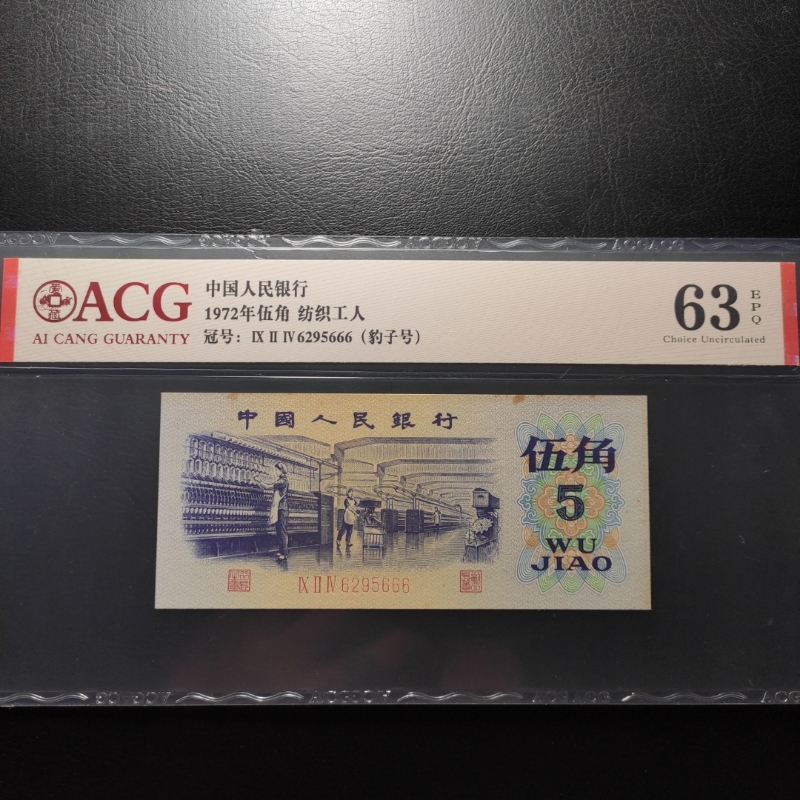 ACG
AI CANG GUARANTY
中国人民银行
1972年伍角 纺织工人
冠号：Ⅸ Ⅱ Ⅳ 6295666（豹子号）
63 EPQ
Choice Uncirculated
中國人民銀行
伍角
5
WU
JIAO
Ⅸ Ⅱ Ⅳ 6295666